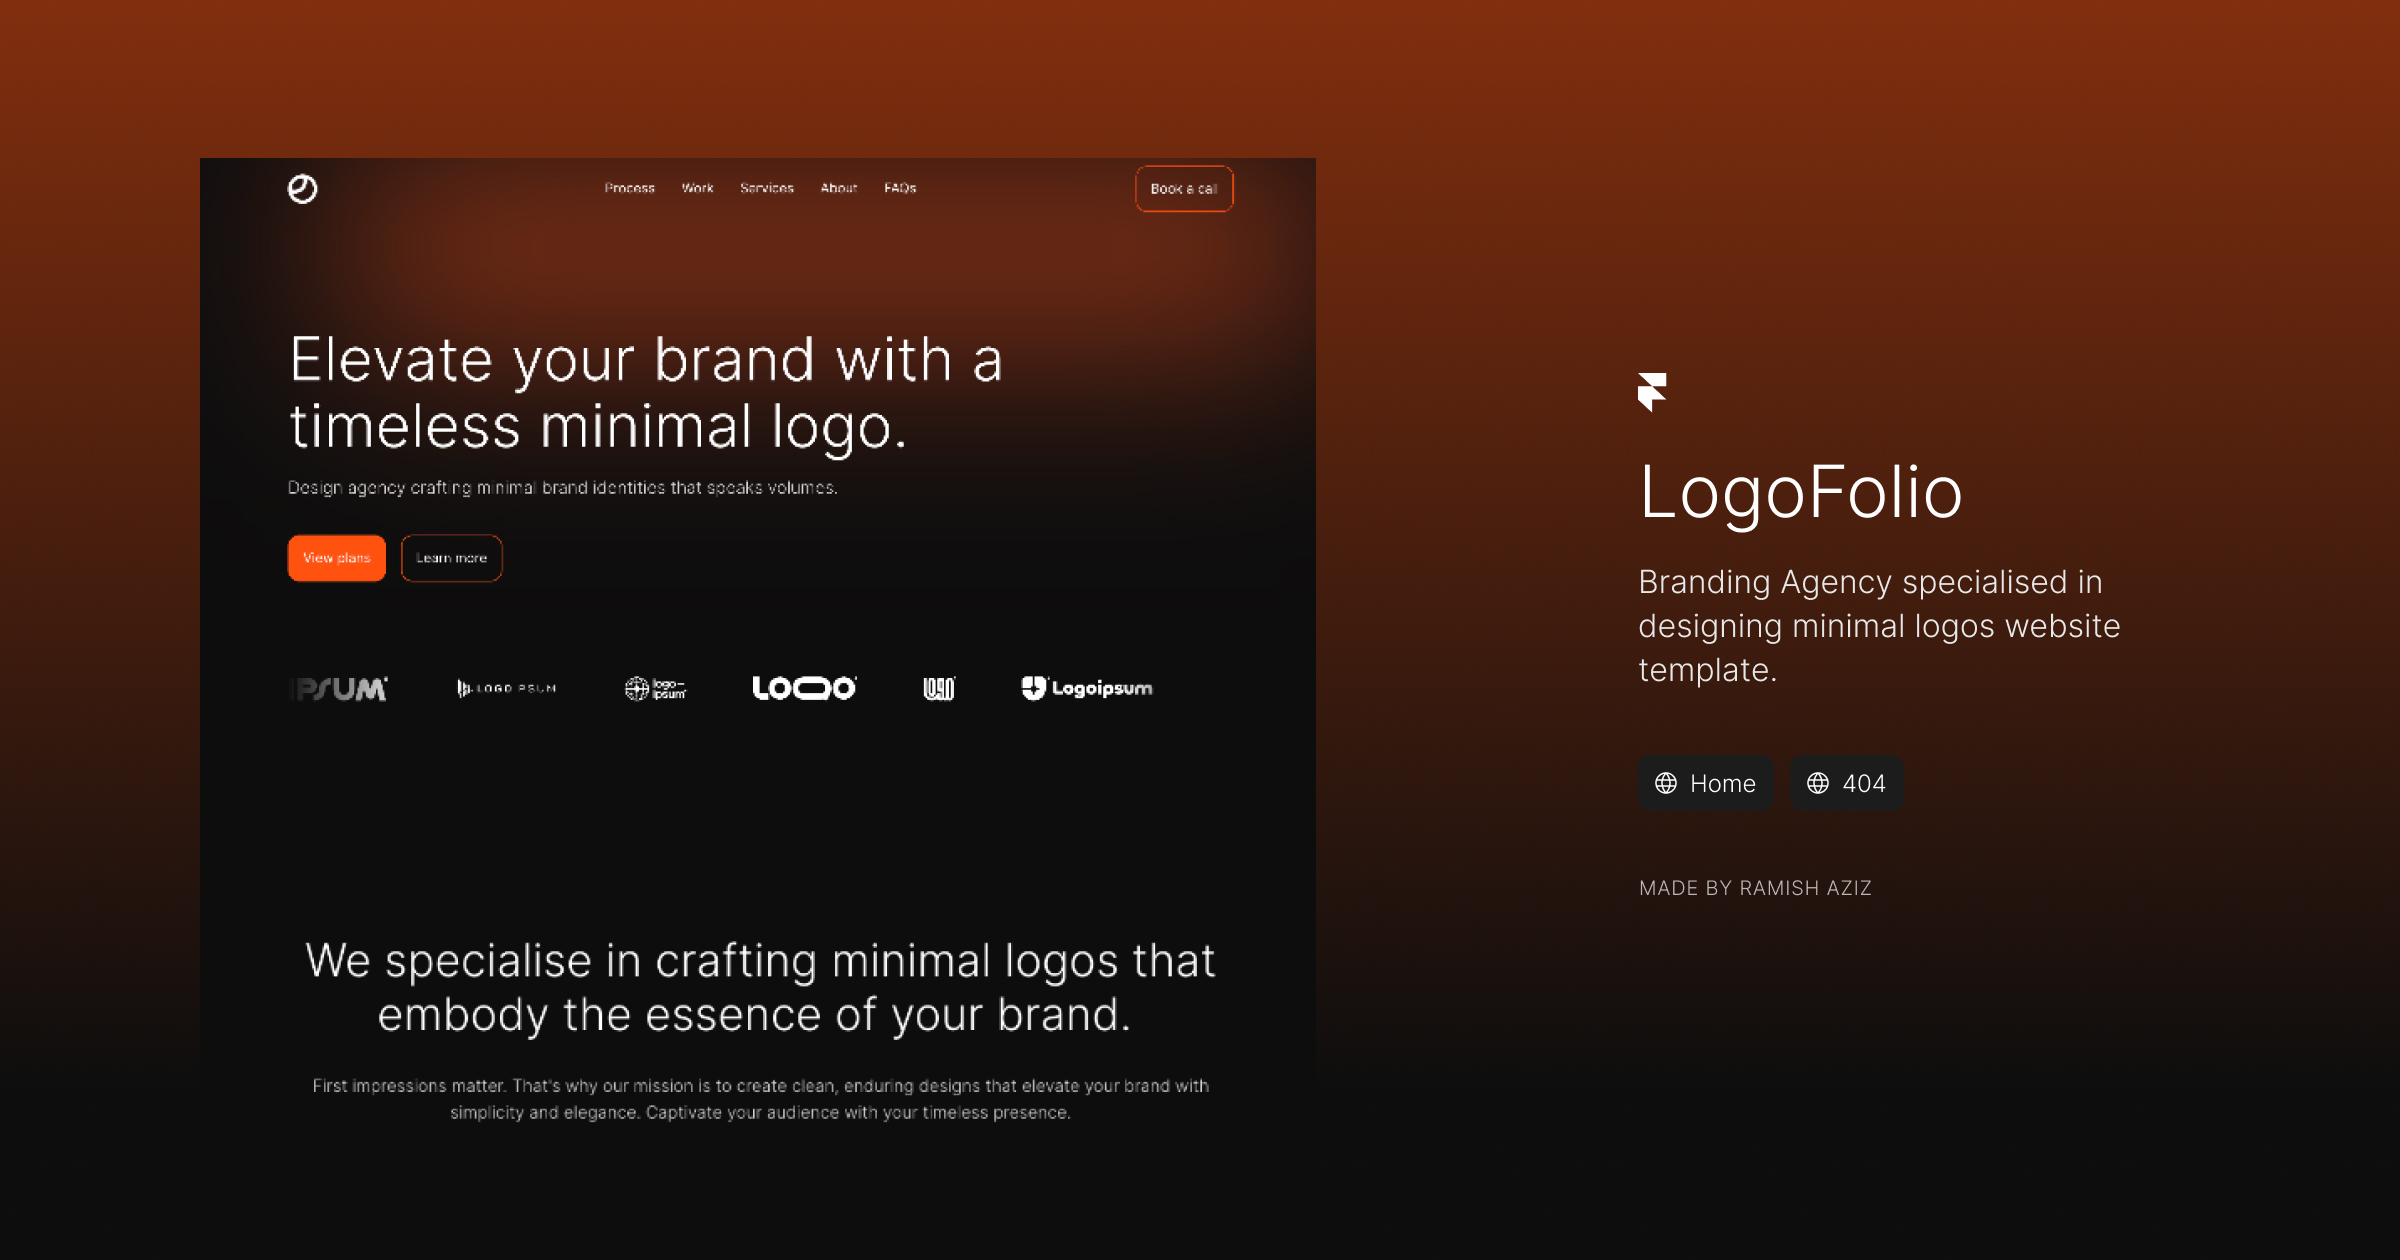 Process Work Services About FAQs
Book a call
Elevate your brand with a
timeless minimal logo.
Design agency crafting minimal brand identities that speaks volumes.
View plans
Learn more
IPSUM
LOGO IPSUM
logo-
ipsum
LOGO
LOGO
Logoipsum
We specialise in crafting minimal logos that
embody the essence of your brand.
First impressions matter. That's why our mission is to create clean, enduring designs that elevate your brand with
simplicity and elegance. Captivate your audience with your timeless presence.
LogoFolio
Branding Agency specialised in
designing minimal logos website
template.
Home
404
MADE BY RAMISH AZIZ